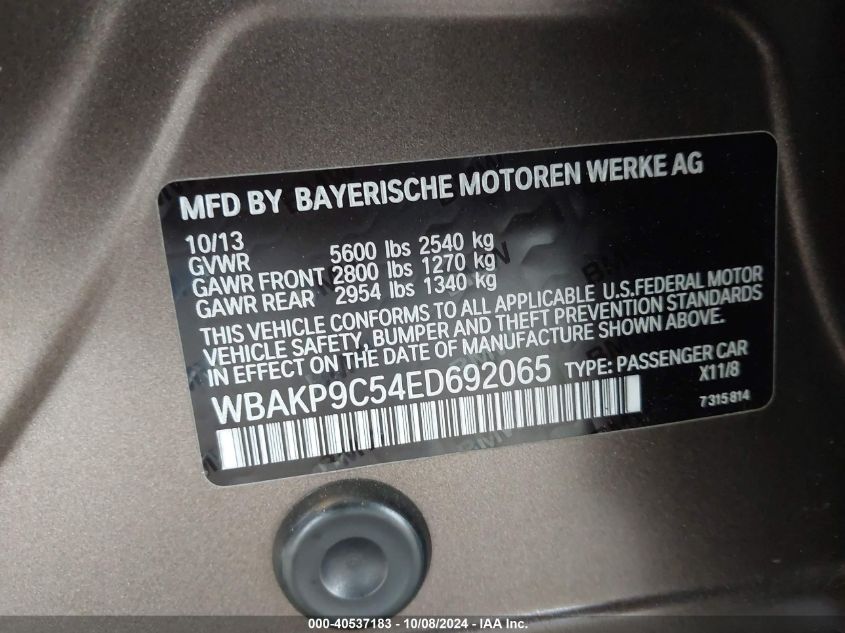 MFD BY BAYERISCHE MOTOREN WERKE AG
10/13
GVWR 5600 lbs 2540 kg
GAWR FRONT 2800 lbs 1270 kg
GAWR REAR 2954 lbs 1340 kg
THIS VEHICLE CONFORMS TO ALL APPLICABLE U.S.FEDERAL MOTOR
VEHICLE SAFETY, BUMPER AND THEFT PREVENTION STANDARDS
IN EFFECT ON THE DATE OF MANUFACTURE SHOWN ABOVE.
WBAKP9C54ED692065 TYPE: PASSENGER CAR
X11/8
7315814
000-40537183 - 10/08/2024 - IAA Inc.